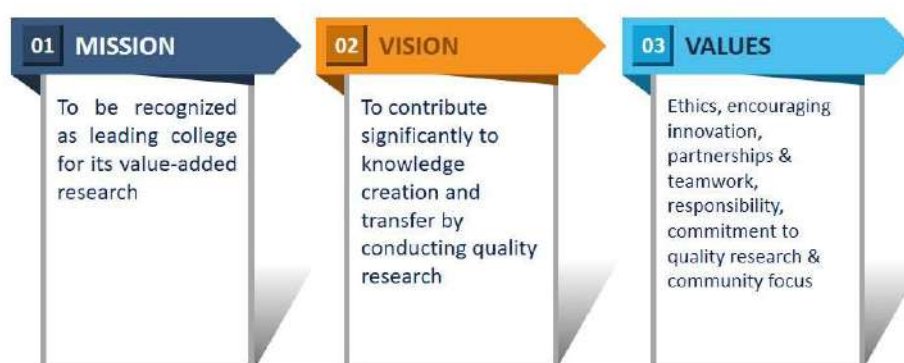 01 MISSION
To be recognized
as leading college
for its value-added
research
02 VISION
To contribute
significantly to
knowledge
creation and
transfer by
conducting quality
research
03 VALUES
Ethics, encouraging
innovation,
partnerships &
teamwork,
responsibility,
commitment to
quality research &
community focus